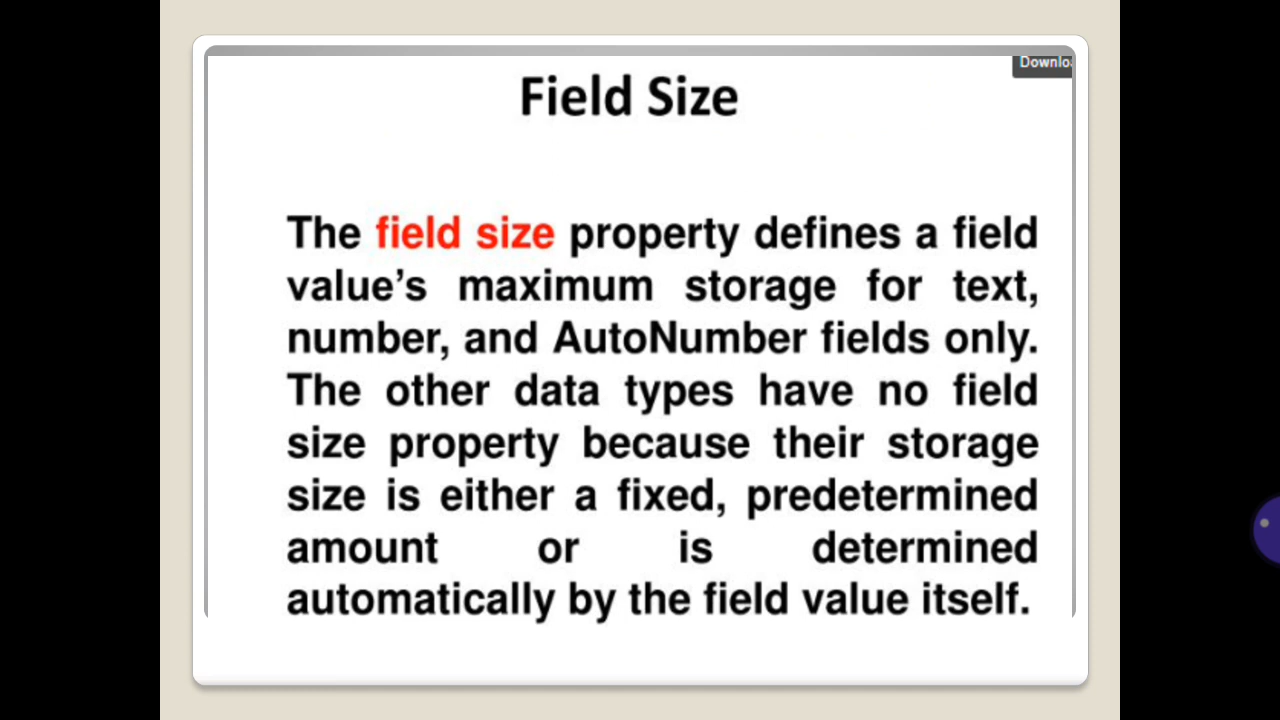 Downlo
Field Size
The field size property defines a field
value’s maximum storage for text,
number, and AutoNumber fields only.
The other data types have no field
size property because their storage
size is either a fixed, predetermined
amount or is determined
automatically by the field value itself.